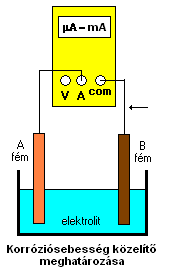 µA – mA
V A com
A
fém
B
fém
elektrolit
Korróziósebesség közelítő
meghatározása